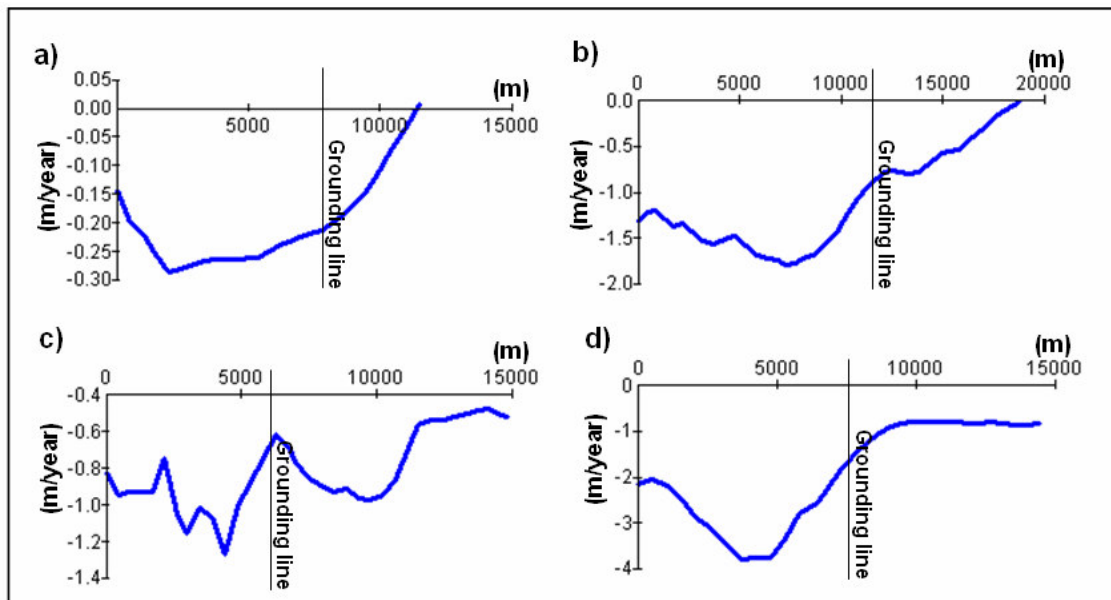 a)
(m)
0.05
0.00
-0.05
-0.10
-0.15
-0.20
-0.25
-0.30
5000
10000
15000
(m/year)
Grounding line
b)
(m)
0
5000
10000
15000
20000
0.0
-0.5
-1.0
-1.5
-2.0
(m/year)
Grounding line
c)
(m)
0
5000
10000
15000
-0.4
-0.6
-0.8
-1.0
-1.2
-1.4
(m/year)
Grounding line
d)
(m)
0
5000
10000
15000
0
-1
-2
-3
-4
(m/year)
Grounding line